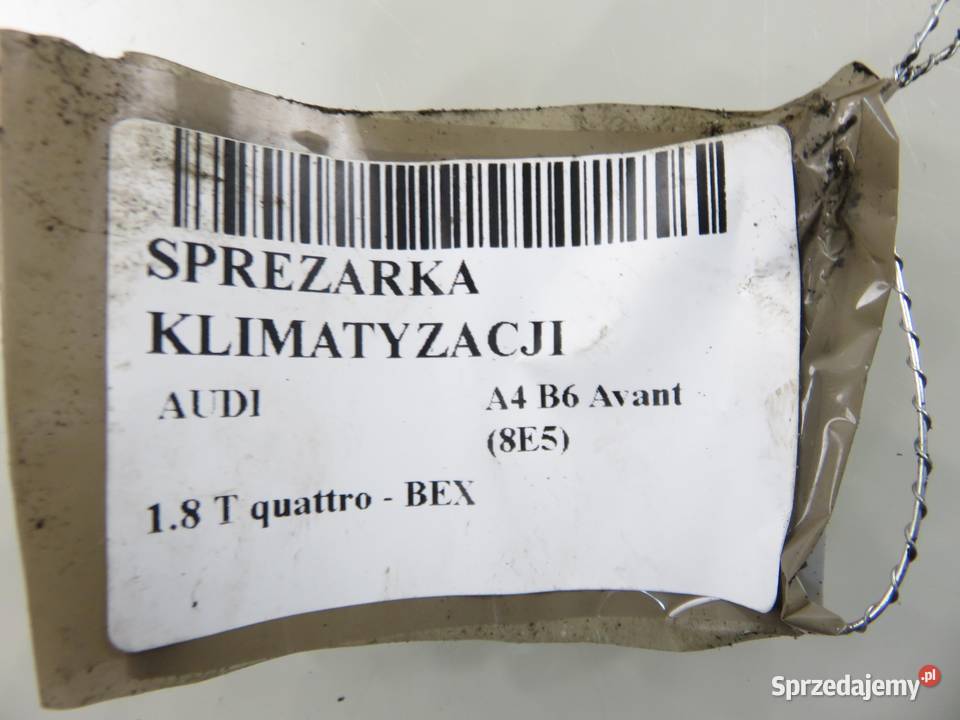 SPREZARKA
KLIMATYZACJI
AUDI A4 B6 Avant
(8E5)
1.8 T quattro - BEX
Sprzedajemy.pl